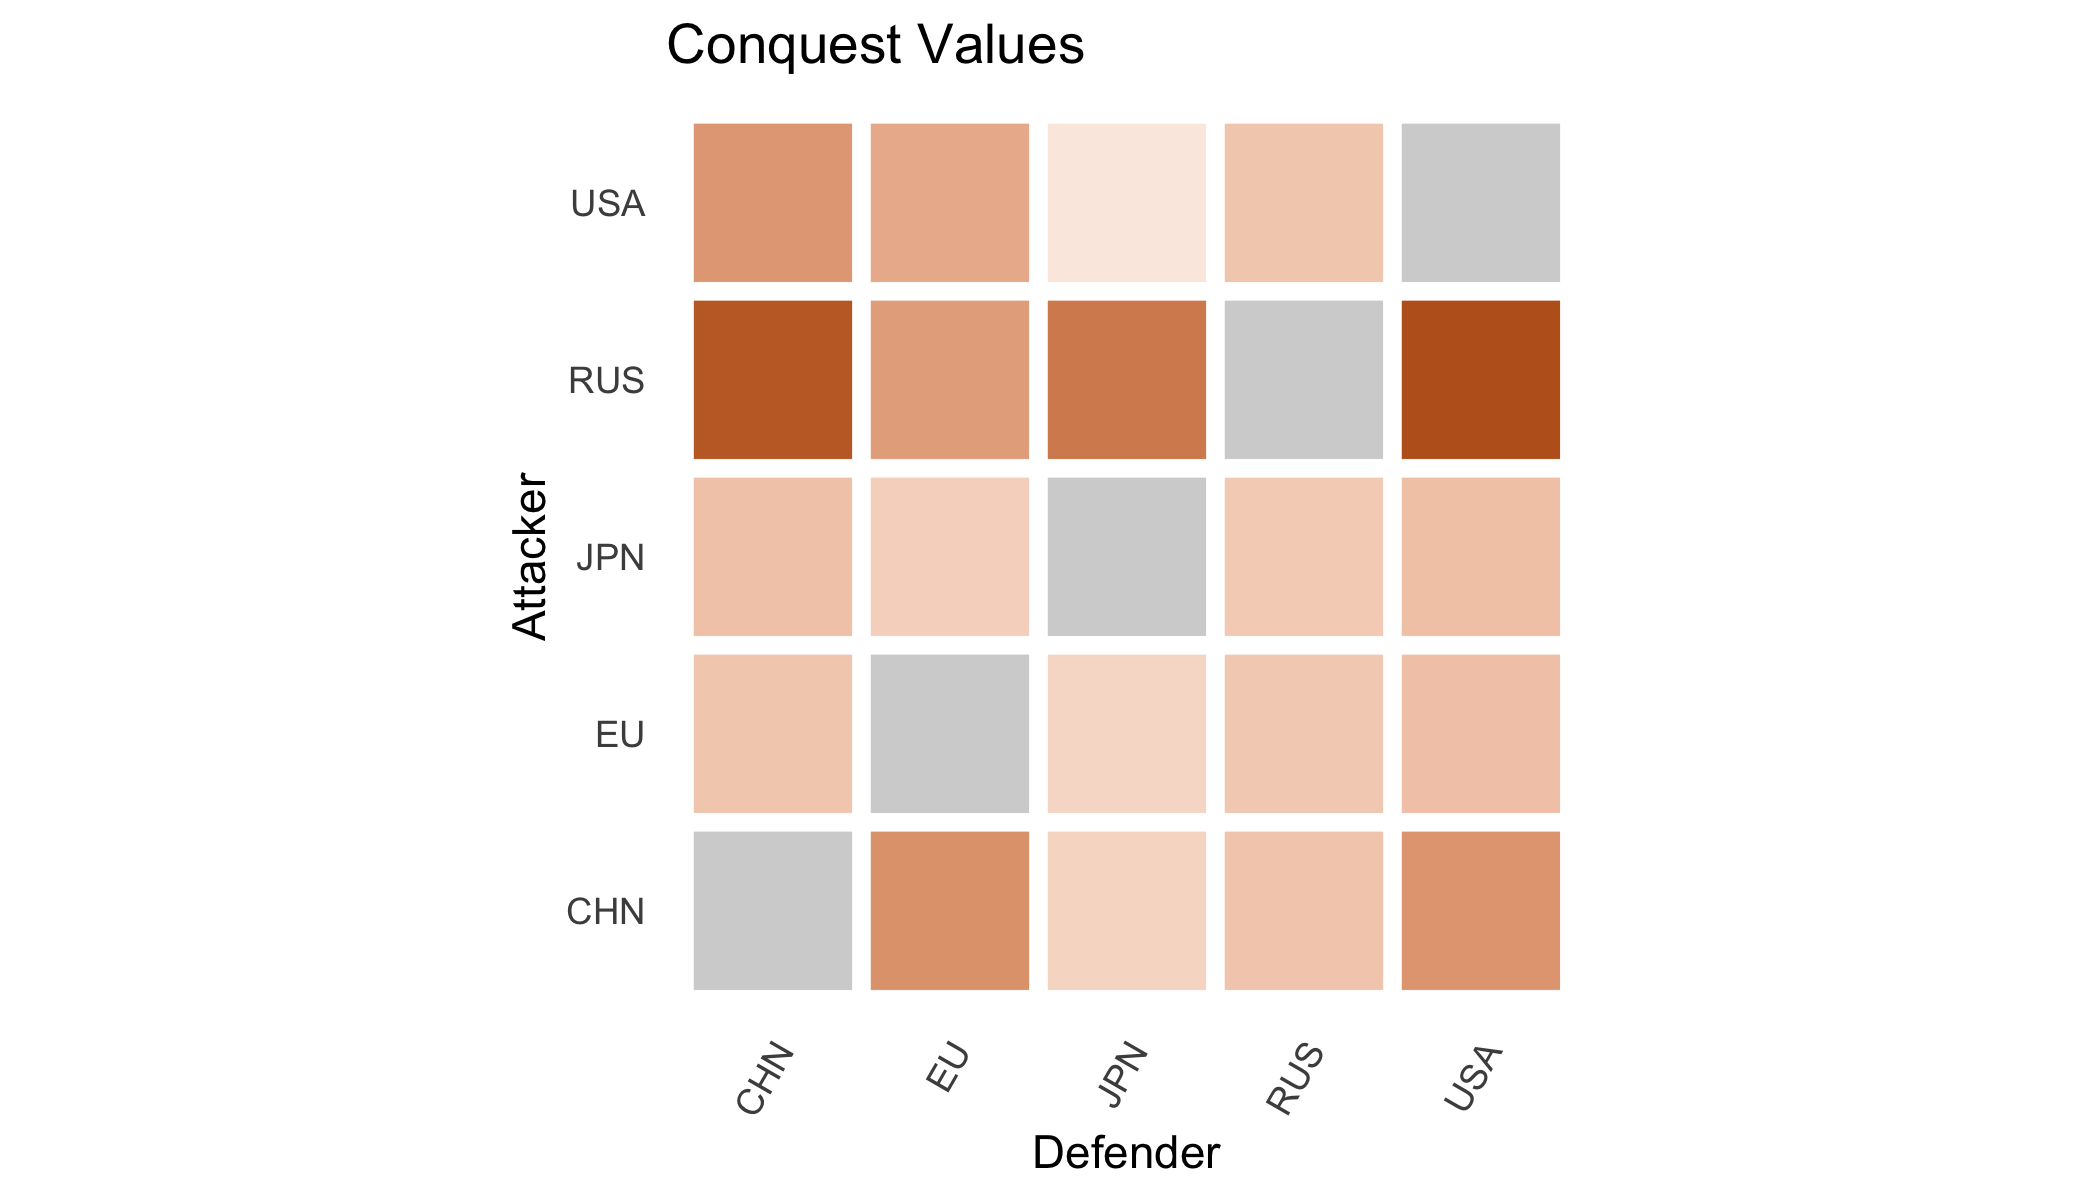 Conquest Values
USA
RUS
JPN
EU
CHN
Attacker
CHN
EU
JPN
RUS
USA
Defender